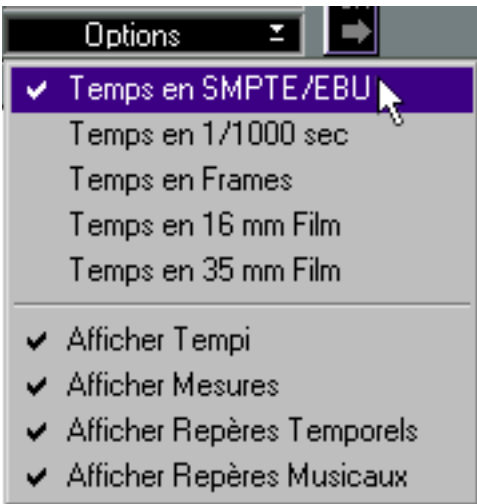 Options
Temps en SMPTE/EBU
Temps en 1/1000 sec
Temps en Frames
Temps en 16 mm Film
Temps en 35 mm Film
Afficher Tempi
Afficher Mesures
Afficher Repères Temporels
Afficher Repères Musicaux